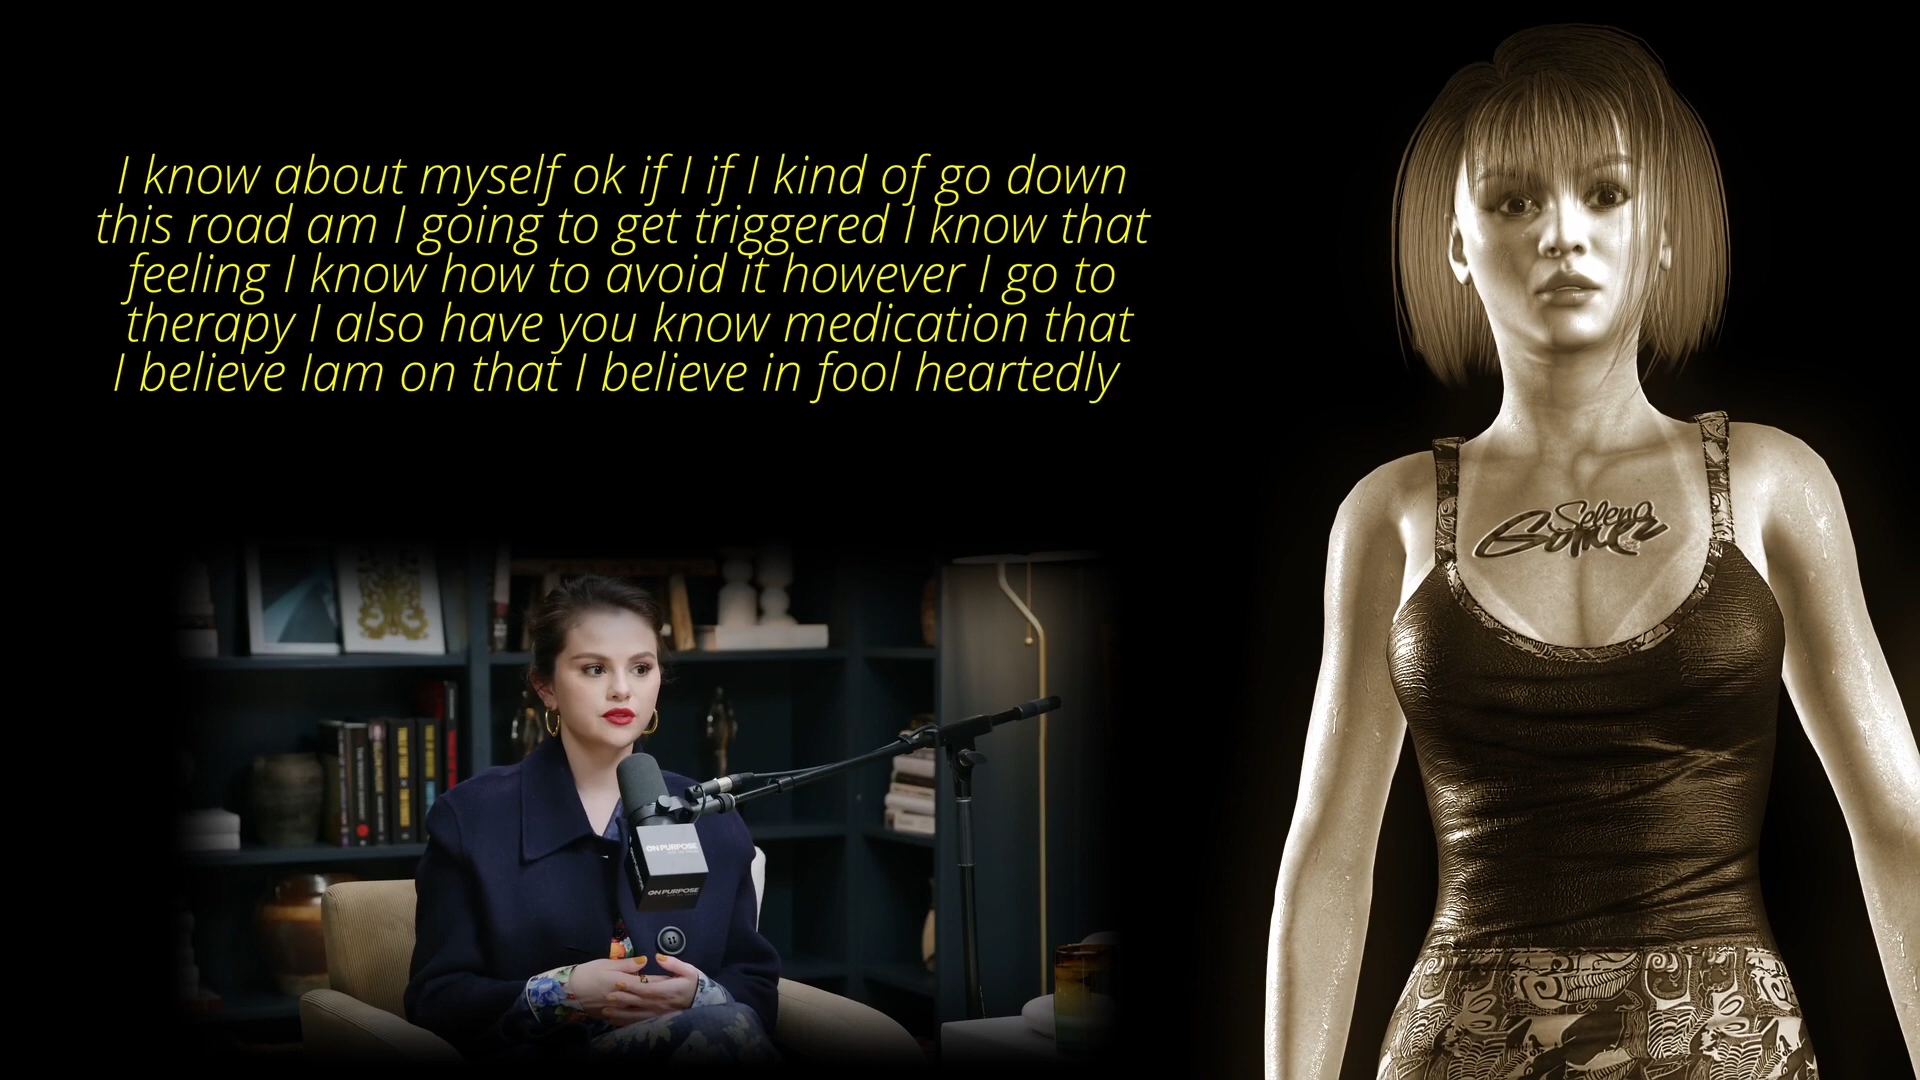 I know about myself ok if I if I kind of go down
this road am I going to get triggered I know that
feeling I know how to avoid it however I go to
therapy I also have you know medication that
I believe Iam on that I believe in fool heartedly
Selena
Gomez
ON PURPOSE
ON PURPOSE